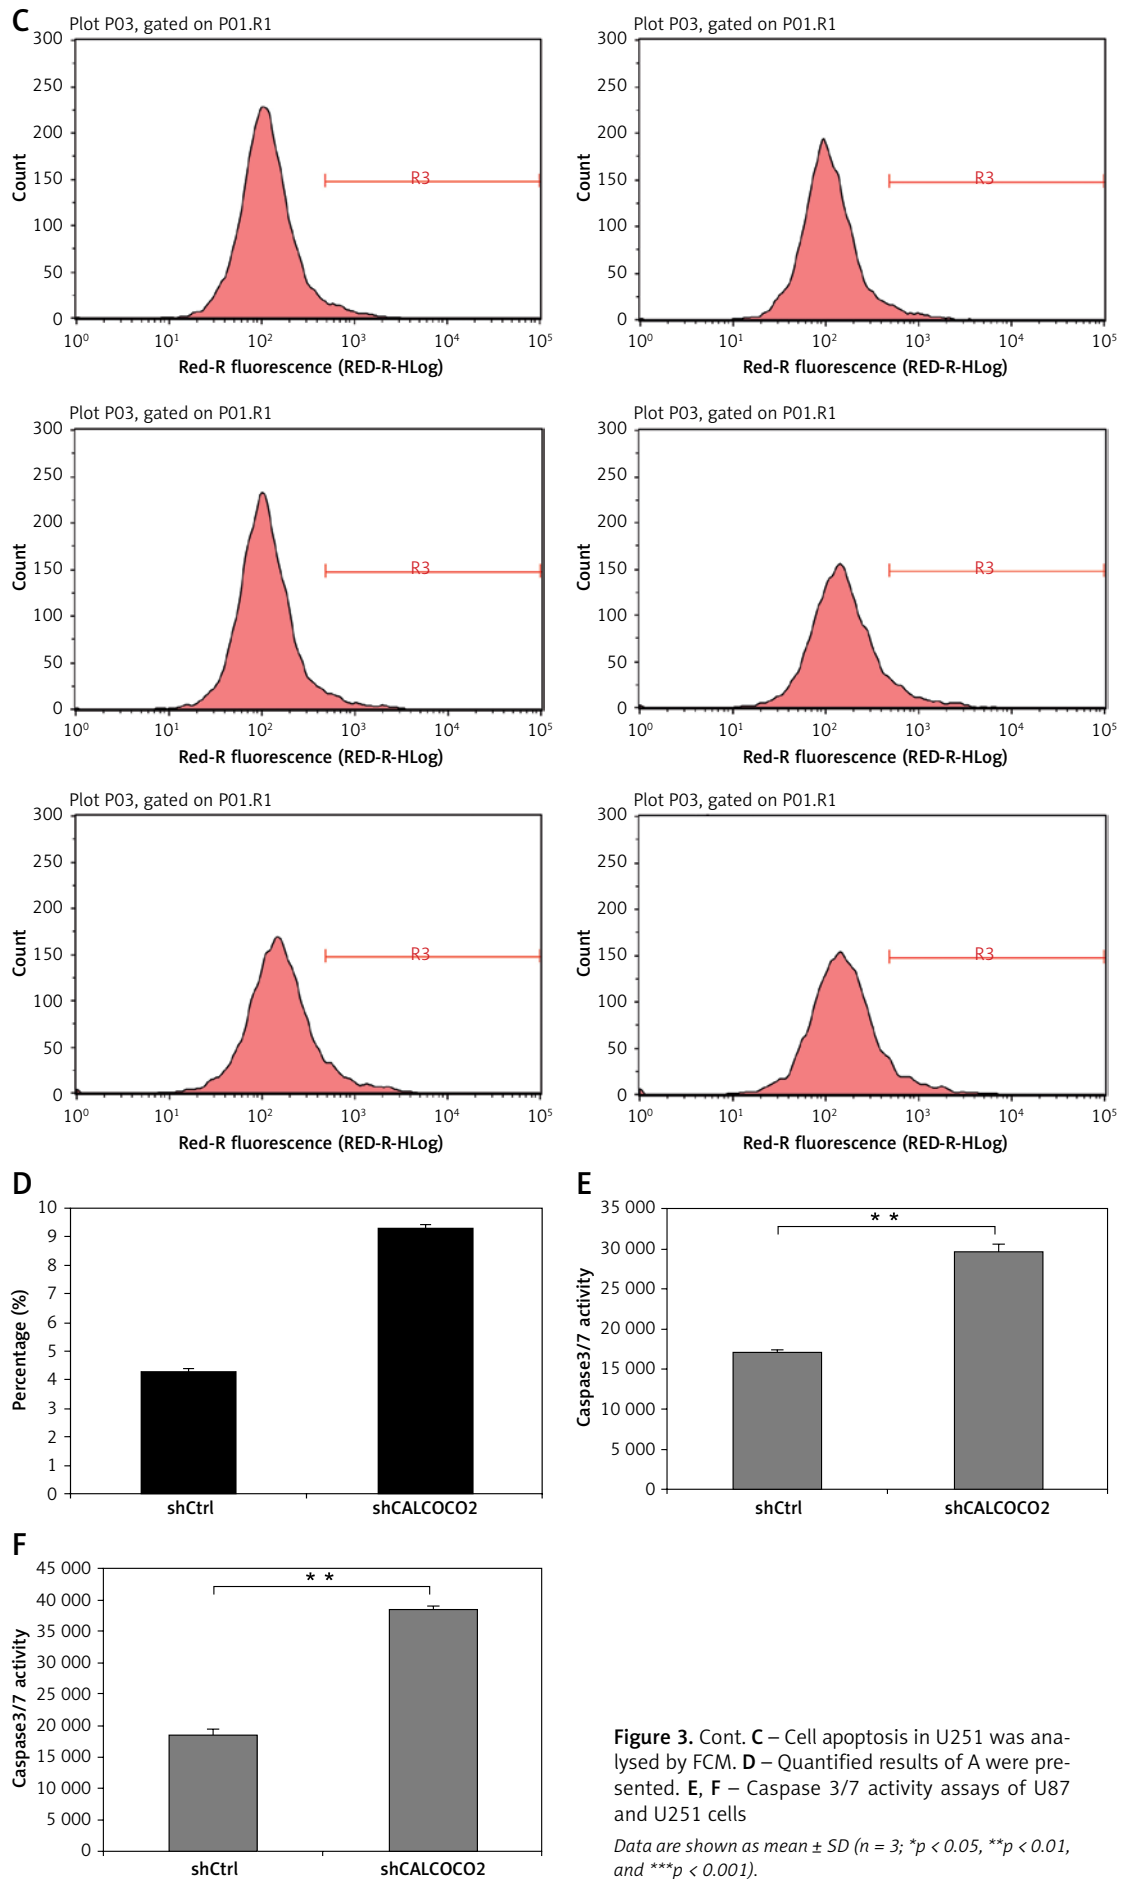 C
Plot P03, gated on P01.R1
300
250
200
150
100
50
0
Count
R3
10⁰ 10¹ 10² 10³ 10⁴ 10⁵
Red-R fluorescence (RED-R-HLog)
Plot P03, gated on P01.R1
300
250
200
150
100
50
0
Count
R3
10⁰ 10¹ 10² 10³ 10⁴ 10⁵
Red-R fluorescence (RED-R-HLog)
Plot P03, gated on P01.R1
300
250
200
150
100
50
0
Count
R3
10⁰ 10¹ 10² 10³ 10⁴ 10⁵
Red-R fluorescence (RED-R-HLog)
Plot P03, gated on P01.R1
300
250
200
150
100
50
0
Count
R3
10⁰ 10¹ 10² 10³ 10⁴ 10⁵
Red-R fluorescence (RED-R-HLog)
Plot P03, gated on P01.R1
300
250
200
150
100
50
0
Count
R3
10⁰ 10¹ 10² 10³ 10⁴ 10⁵
Red-R fluorescence (RED-R-HLog)
Plot P03, gated on P01.R1
300
250
200
150
100
50
0
Count
R3
10⁰ 10¹ 10² 10³ 10⁴ 10⁵
Red-R fluorescence (RED-R-HLog)
D
10
9
8
7
6
5
4
3
2
1
0
Percentage (%)
shCtrl shCALCOCO2
E
35 000
30 000
25 000
20 000
15 000
10 000
5 000
0
Caspase3/7 activity
* *
shCtrl shCALCOCO2
F
45 000
40 000
35 000
30 000
25 000
20 000
15 000
10 000
5 000
0
Caspase3/7 activity
* *
shCtrl shCALCOCO2
Figure 3. Cont. C – Cell apoptosis in U251 was ana-
lysed by FCM. D – Quantified results of A were pre-
sented. E, F – Caspase 3/7 activity assays of U87
and U251 cells
Data are shown as mean ± SD (n = 3; *p < 0.05, **p < 0.01,
and ***p < 0.001).